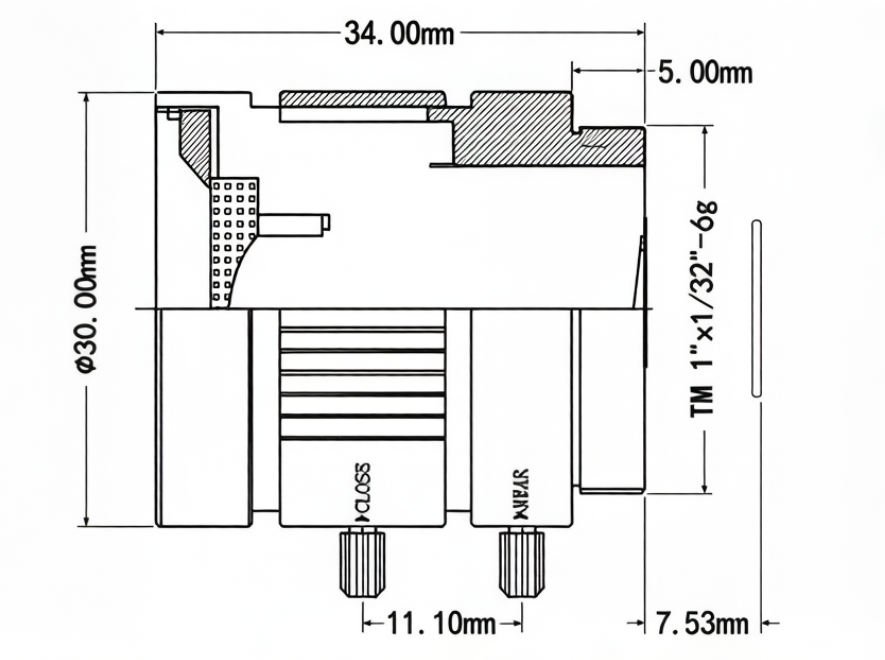 34.00mm
5.00mm
ϕ30.00mm
TM 1"x1/32"-6g
CLOSS
11.10mm
7.53mm